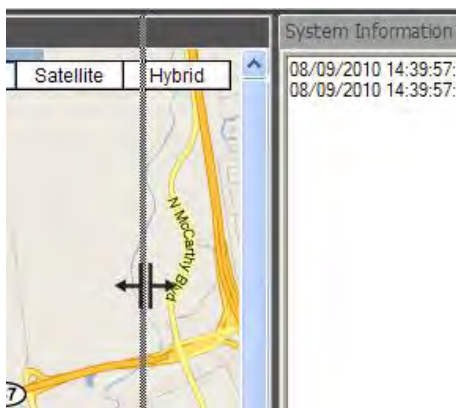 System Information
Satellite
Hybrid
08/09/2010 14:39:57:
08/09/2010 14:39:57:
N McCarthy Blvd